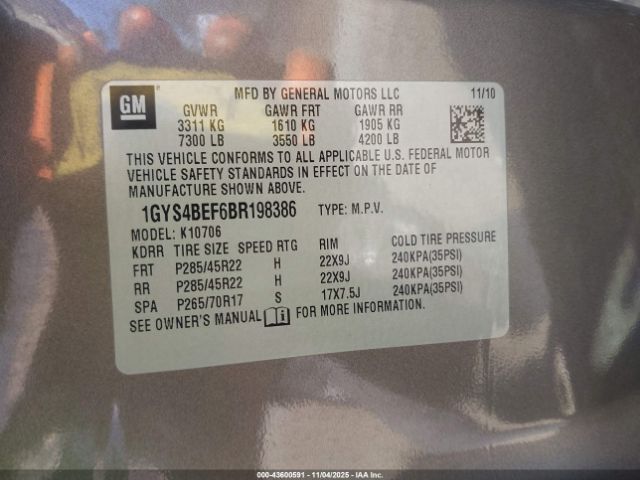 GM
MFD BY GENERAL MOTORS LLC 11/10
GVWR GAWR FRT GAWR RR
3311 KG 1610 KG 1905 KG
7300 LB 3550 LB 4200 LB
THIS VEHICLE CONFORMS TO ALL APPLICABLE U.S. FEDERAL MOTOR
VEHICLE SAFETY STANDARDS IN EFFECT ON THE DATE OF
MANUFACTURE SHOWN ABOVE.
1GYS4BEF6BR198386 TYPE: M.P.V.
MODEL: K10706
KDRR TIRE SIZE SPEED RTG RIM COLD TIRE PRESSURE
FRT P285/45R22 H 22X9J 240KPA(35PSI)
RR P285/45R22 H 22X9J 240KPA(35PSI)
SPA P265/70R17 S 17X7.5J 240KPA(35PSI)
SEE OWNER'S MANUAL i FOR MORE INFORMATION.
000-43600591 - 11/04/2025 - IAAI.CA